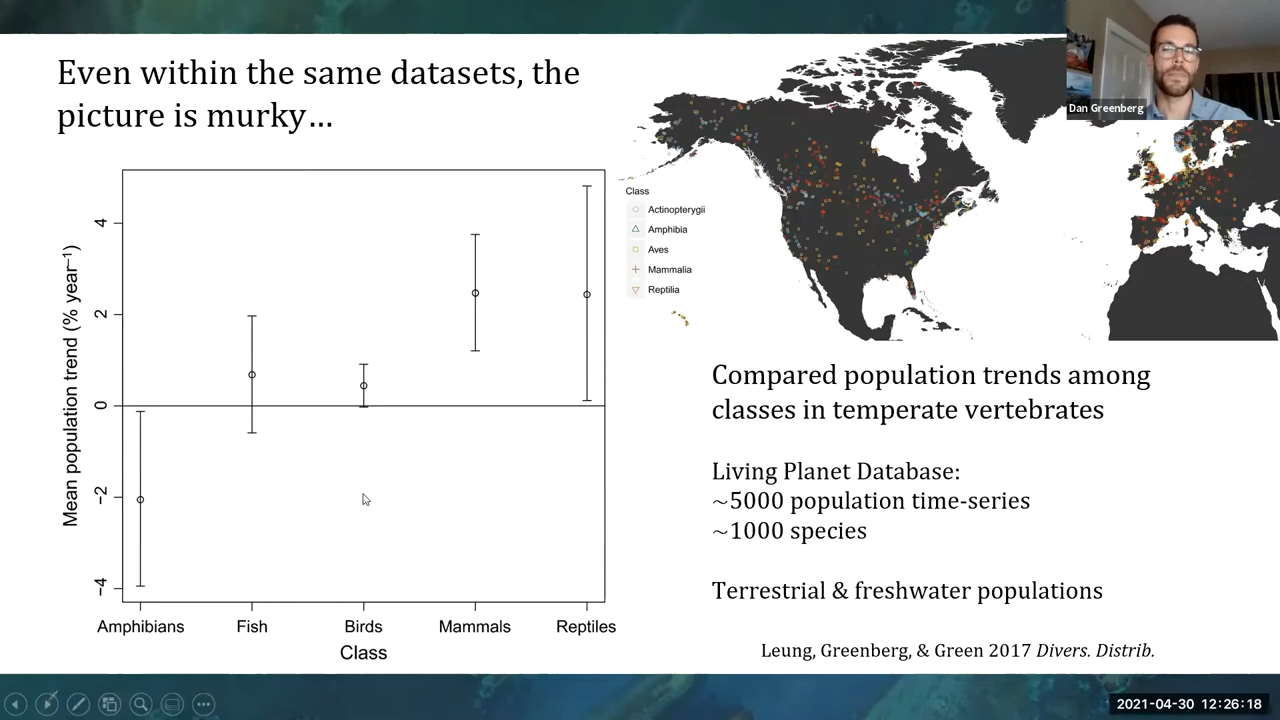 Even within the same datasets, the
picture is murky…
Dan Greenberg
Class
Actinopterygii
Amphibia
Aves
Mammalia
Reptilia
Mean population trend (% year⁻¹)
4
2
0
−2
−4
Amphibians Fish Birds Mammals Reptiles
Class
Compared population trends among
classes in temperate vertebrates
Living Planet Database:
~5000 population time-series
~1000 species
Terrestrial & freshwater populations
Leung, Greenberg, & Green 2017 Divers. Distrib.
2021-04-30 12:26:18